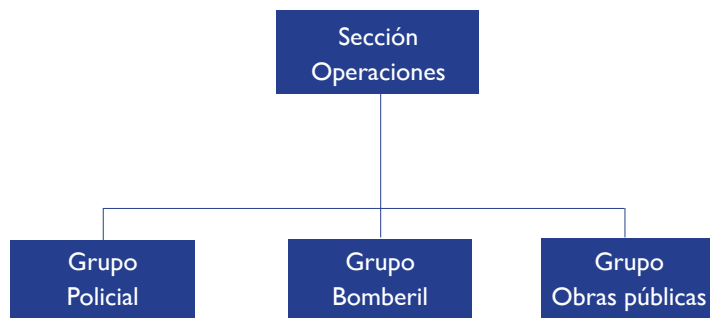 Sección
Operaciones
Grupo
Policial
Grupo
Bomberil
Grupo
Obras públicas